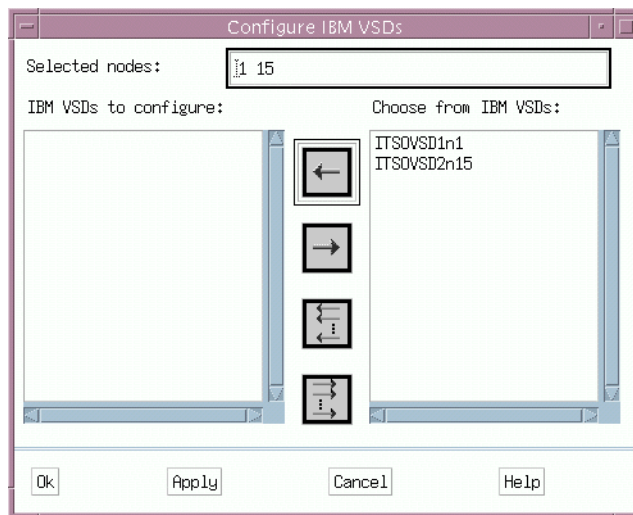 Configure IBM VSDs
Selected nodes: 1 15
IBM VSDs to configure: Choose from IBM VSDs:
ITSOVSD1n1
ITSOVSD2n15
Ok Apply Cancel Help